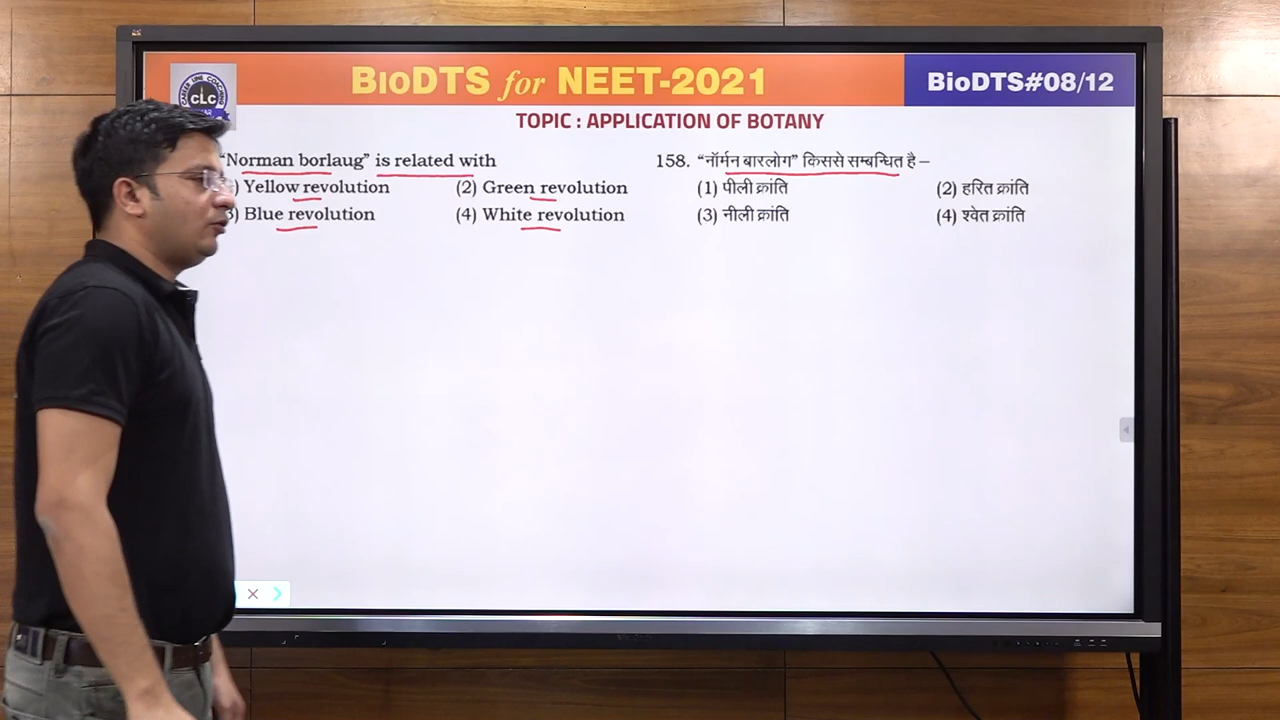 BioDTS for NEET-2021
BioDTS#08/12
CLC
TOPIC : APPLICATION OF BOTANY
“Norman borlaug” is related with
) Yellow revolution (2) Green revolution
3) Blue revolution (4) White revolution
158. “नॉर्मन बारलोग” किससे सम्बन्धित है –
(1) पीली क्रांति (2) हरित क्रांति
(3) नीली क्रांति (4) श्वेत क्रांति